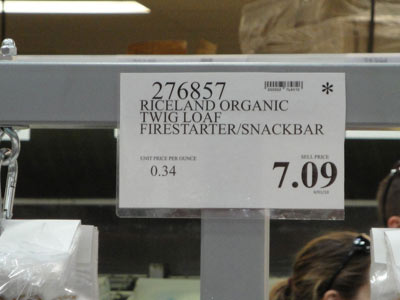 276857 *
RICELAND ORGANIC
TWIG LOAF
FIRESTARTER/SNACKBAR
UNIT PRICE PER OUNCE
0.34
SELL PRICE
7.09